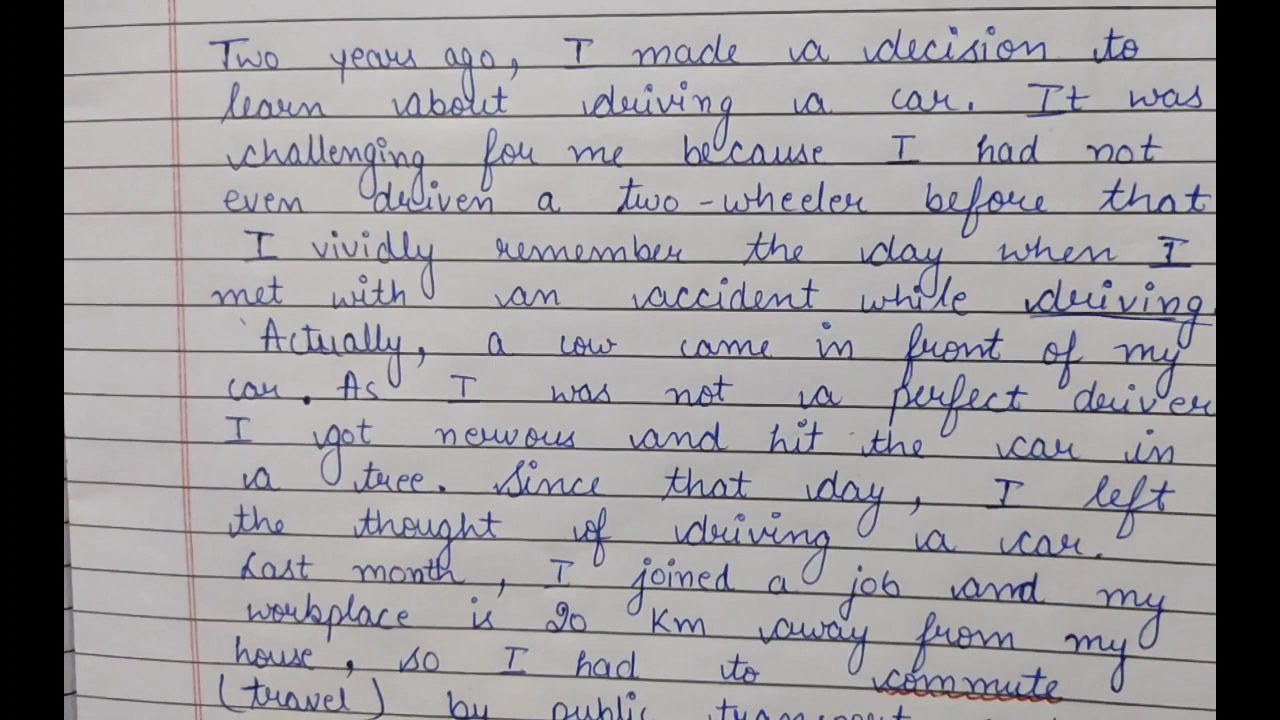 Two years ago, I made a decision to
learn about driving a car. It was
challenging for me because I had not
even driven a two-wheeler before that
I vividly remember the day when I
met with an accident while driving.
Actually, a cow came in front of my
car. As I was not a perfect driver
I got nervous and hit the car in
a tree. Since that day, I left
the thought of driving a car.
Last month, I joined a job and my
workplace is 20 Km away from my
house, so I had to commute
(travel) by public transport